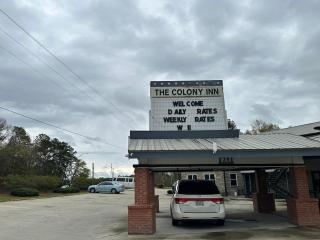 THE COLONY INN
WELCOME
DAILY RATES
WEEKLY RATES